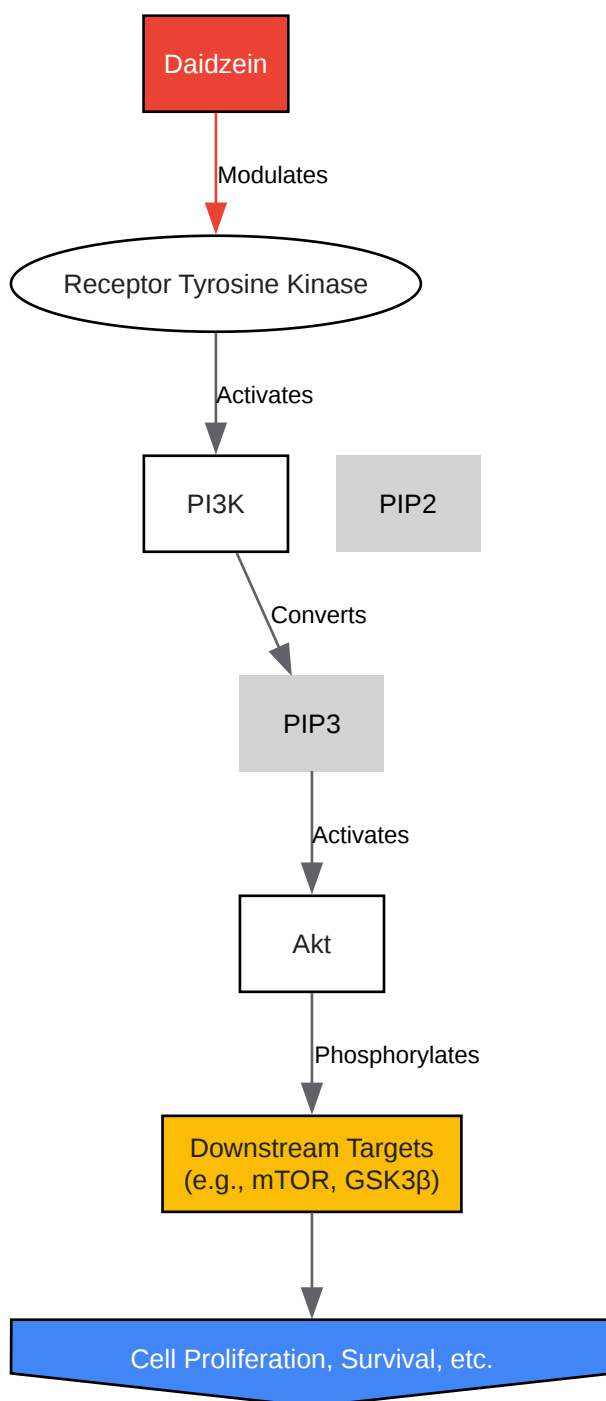 Daidzein
Modulates
Receptor Tyrosine Kinase
Activates
PI3K
PIP2
Converts
PIP3
Activates
Akt
Phosphorylates
Downstream Targets
(e.g., mTOR, GSK3β)
Cell Proliferation, Survival, etc.